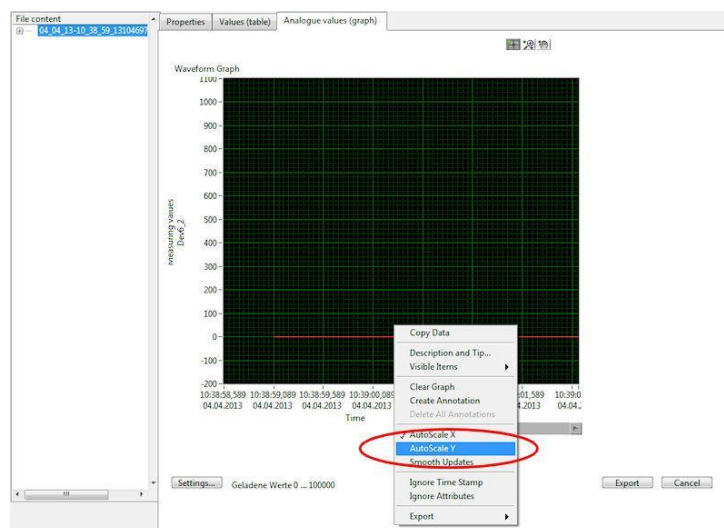 File content
04_04_13-10_38_59_13104697
Properties
Values (table)
Analogue values (graph)
Waveform Graph
1100
1000
900
800
700
600
500
400
300
200
100
0
-100
-200
Measuring values
Dev6_2
10:38:58,589 10:38:59,089 10:38:59,589 10:39:00,089 01,589 10:39:0
04.04.2013 04.04.2013 04.04.2013 04.04.2013 4.2013 04.04.
Time
Copy Data
Description and Tip...
Visible Items
Clear Graph
Create Annotation
Delete All Annotations
AutoScale X
AutoScale Y
Smooth Updates
Ignore Time Stamp
Ignore Attributes
Export
Settings...
Geladene Werte 0 ... 100000
Export
Cancel